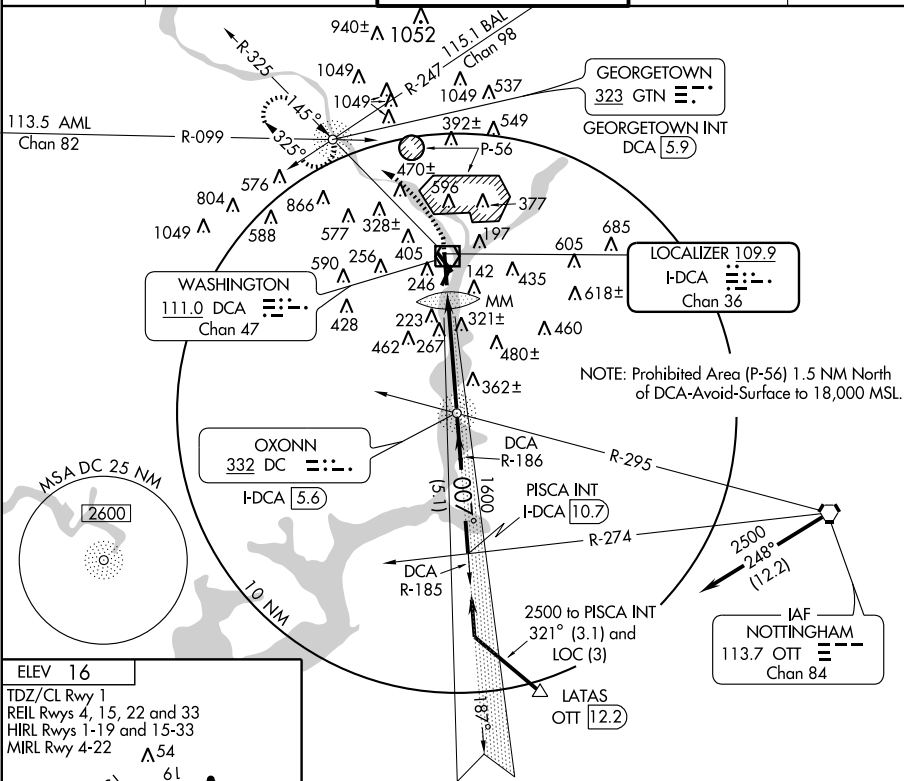 940±
1052
115.1 BAL
Chan 98
R-247
R-325
1049
1049
1049
537
GEORGETOWN
323 GTN
GEORGETOWN INT
DCA 5.9
145°
325°
113.5 AML
Chan 82
R-099
392±
549
P-56
470±
576
596
377
804
866
1049
588
577
328±
197
685
405
605
590
256
246
142
435
WASHINGTON
111.0 DCA
Chan 47
LOCALIZER 109.9
I-DCA
Chan 36
618±
MM
428
223
321±
460
462
267
480±
362±
NOTE: Prohibited Area (P-56) 1.5 NM North
of DCA-Avoid-Surface to 18,000 MSL.
OXONN
332 DC
I-DCA 5.6
DCA
R-186
R-295
1600
007°
(5.1)
PISCA INT
I-DCA 10.7
MSA DC 25 NM
2600
R-274
2500
248°
(12.2)
DCA
R-185
10 NM
2500 to PISCA INT
321° (3.1) and
LOC (3)
IAF
NOTTINGHAM
113.7 OTT
Chan 84
LATAS
OTT 12.2
187°
ELEV 16
TDZ/CL Rwy 1
REIL Rwys 4, 15, 22 and 33
HIRL Rwys 1-19 and 15-33
MIRL Rwy 4-22
54